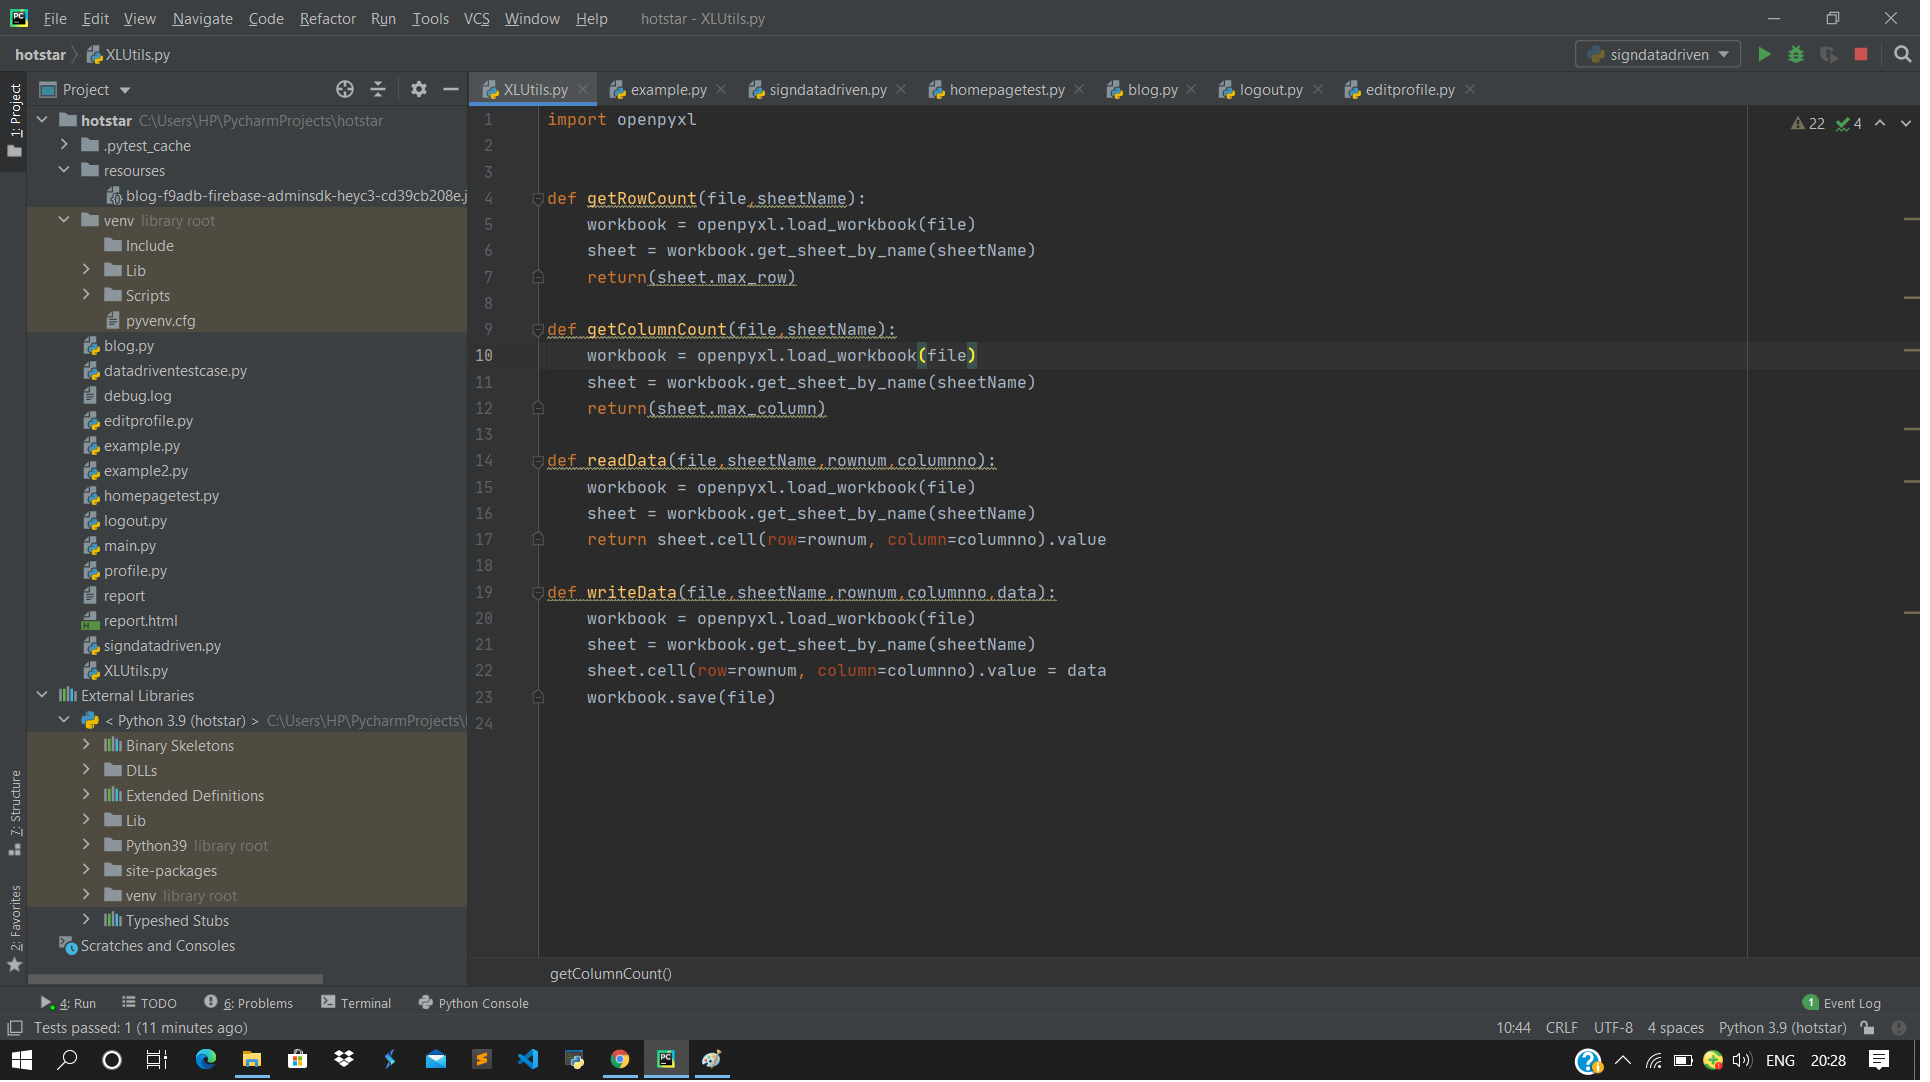 File Edit View Navigate Code Refactor Run Tools VCS Window Help hotstar - XLUtils.py
hotstar XLUtils.py signdatadriven
1: Project
Project
XLUtils.py example.py signdatadriven.py homepagetest.py blog.py logout.py editprofile.py
hotstar C:\Users\HP\PycharmProjects\hotstar
.pytest_cache
resourses
blog-f9adb-firebase-adminsdk-heyc3-cd39cb208e.j
venv library root
Include
Lib
Scripts
pyvenv.cfg
blog.py
datadriventestcase.py
debug.log
editprofile.py
example.py
example2.py
homepagetest.py
logout.py
main.py
profile.py
report
report.html
signdatadriven.py
XLUtils.py
External Libraries
< Python 3.9 (hotstar) > C:\Users\HP\PycharmProjects\
Binary Skeletons
DLLs
Extended Definitions
Lib
Python39 library root
site-packages
venv library root
Typeshed Stubs
Scratches and Consoles
7: Structure
2: Favorites
22 4
1 import openpyxl
2
3
4 def getRowCount(file,sheetName):
5 workbook = openpyxl.load_workbook(file)
6 sheet = workbook.get_sheet_by_name(sheetName)
7 return(sheet.max_row)
8
9 def getColumnCount(file,sheetName):
10 workbook = openpyxl.load_workbook(file)
11 sheet = workbook.get_sheet_by_name(sheetName)
12 return(sheet.max_column)
13
14 def readData(file,sheetName,rownum,columnno):
15 workbook = openpyxl.load_workbook(file)
16 sheet = workbook.get_sheet_by_name(sheetName)
17 return sheet.cell(row=rownum, column=columnno).value
18
19 def writeData(file,sheetName,rownum,columnno,data):
20 workbook = openpyxl.load_workbook(file)
21 sheet = workbook.get_sheet_by_name(sheetName)
22 sheet.cell(row=rownum, column=columnno).value = data
23 workbook.save(file)
24
getColumnCount()
4: Run TODO 6: Problems Terminal Python Console 1 Event Log
Tests passed: 1 (11 minutes ago) 10:44 CRLF UTF-8 4 spaces Python 3.9 (hotstar)
ENG 20:28